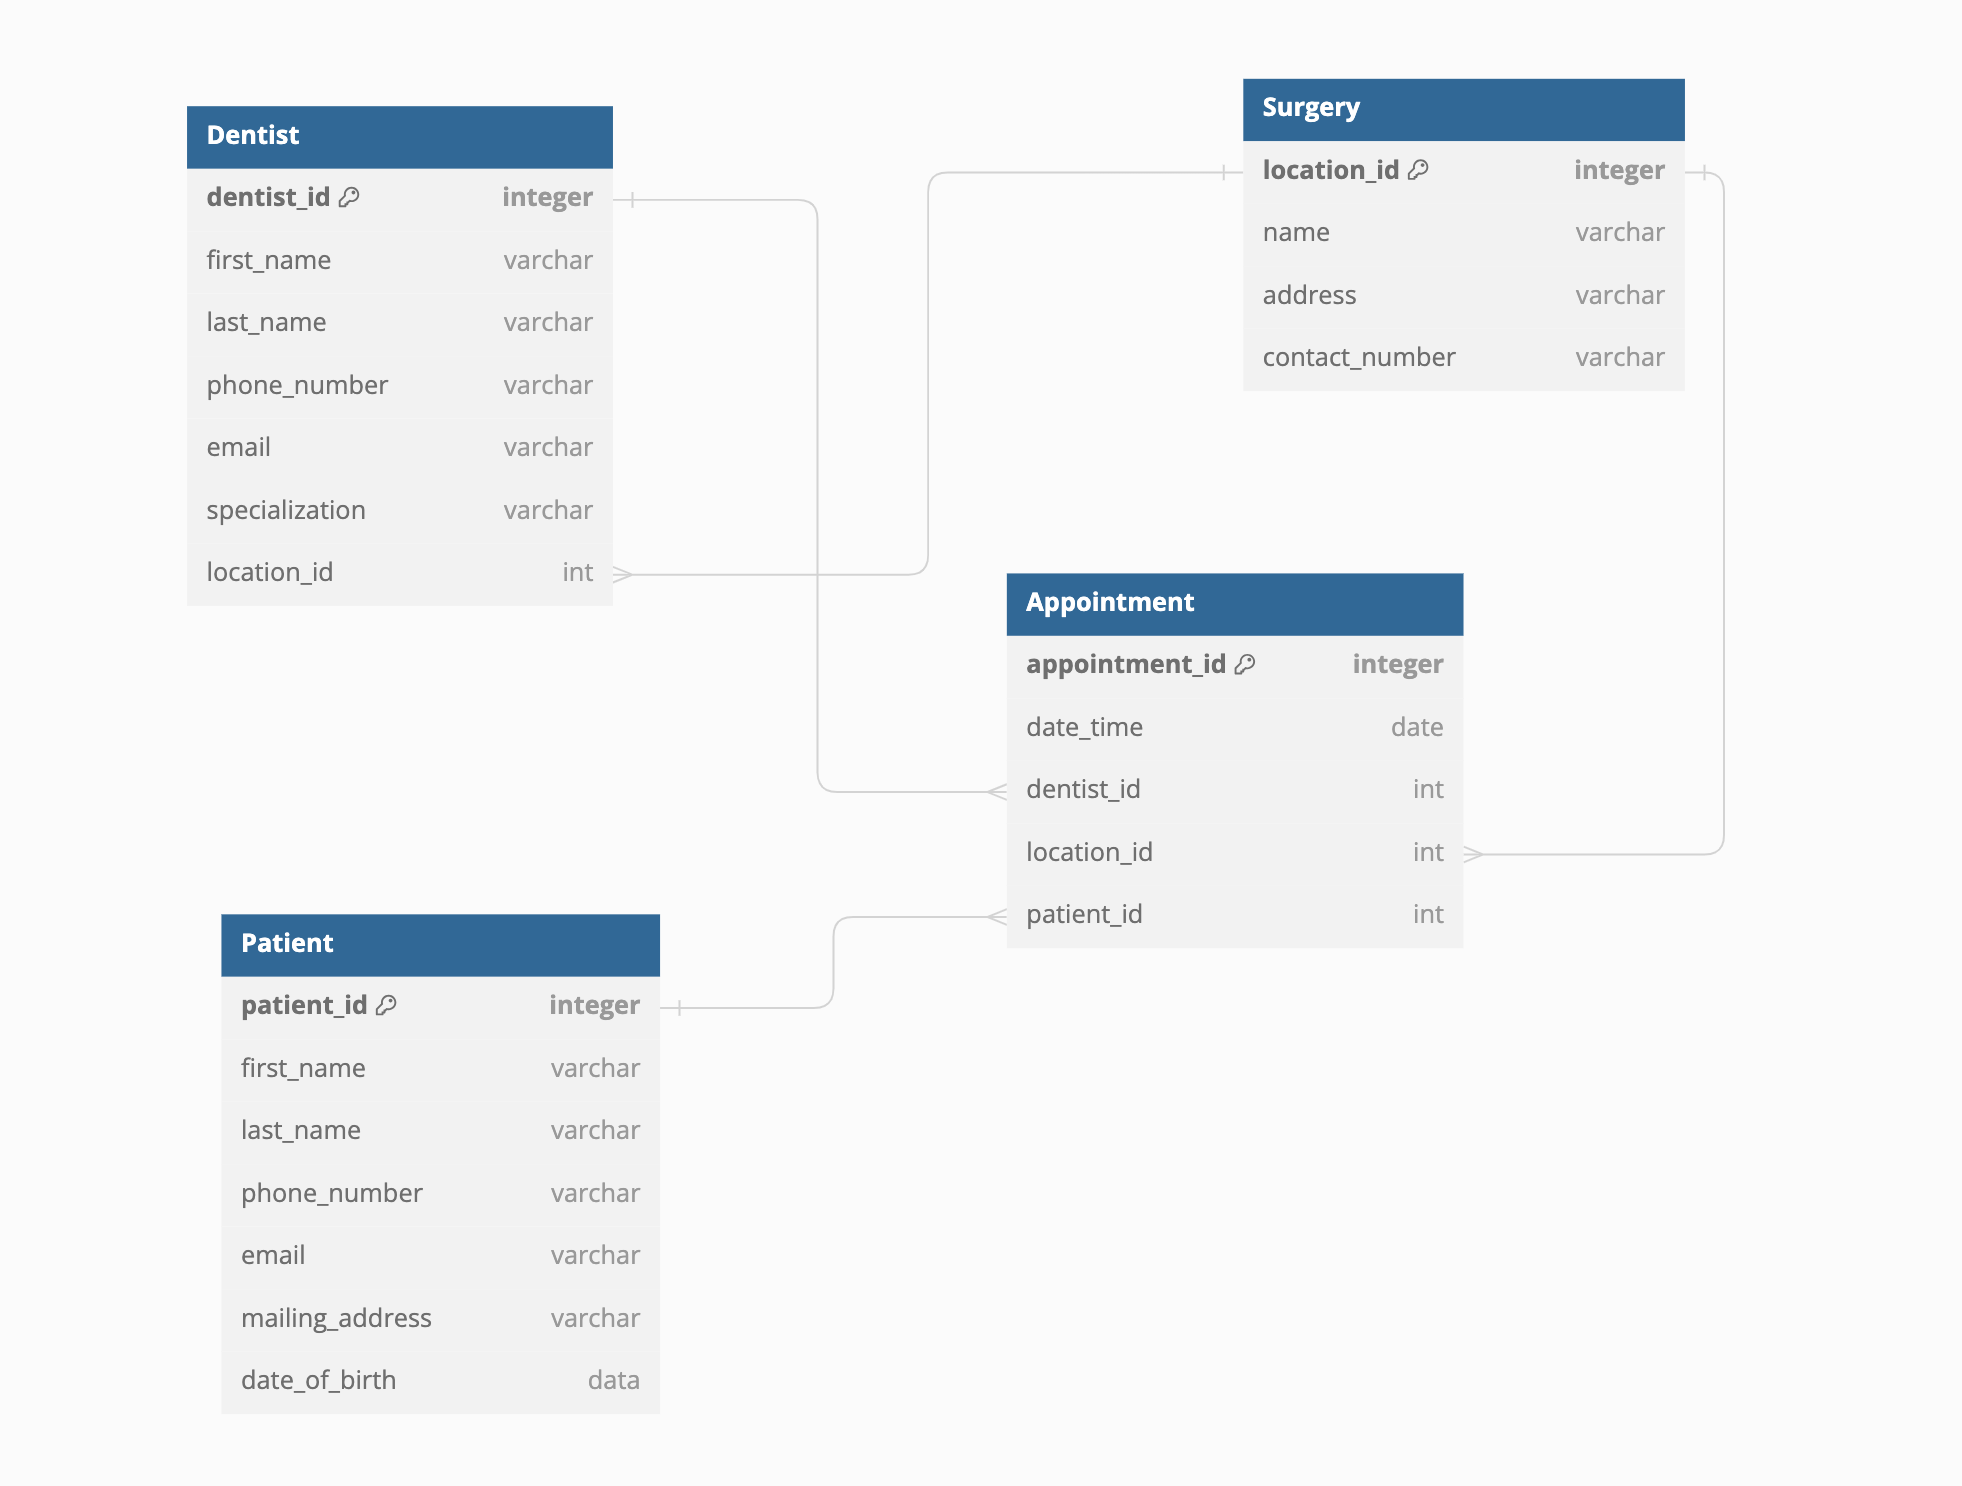 Dentist
dentist_id integer
first_name varchar
last_name varchar
phone_number varchar
email varchar
specialization varchar
location_id int
Surgery
location_id integer
name varchar
address varchar
contact_number varchar
Appointment
appointment_id integer
date_time date
dentist_id int
location_id int
patient_id int
Patient
patient_id integer
first_name varchar
last_name varchar
phone_number varchar
email varchar
mailing_address varchar
date_of_birth data